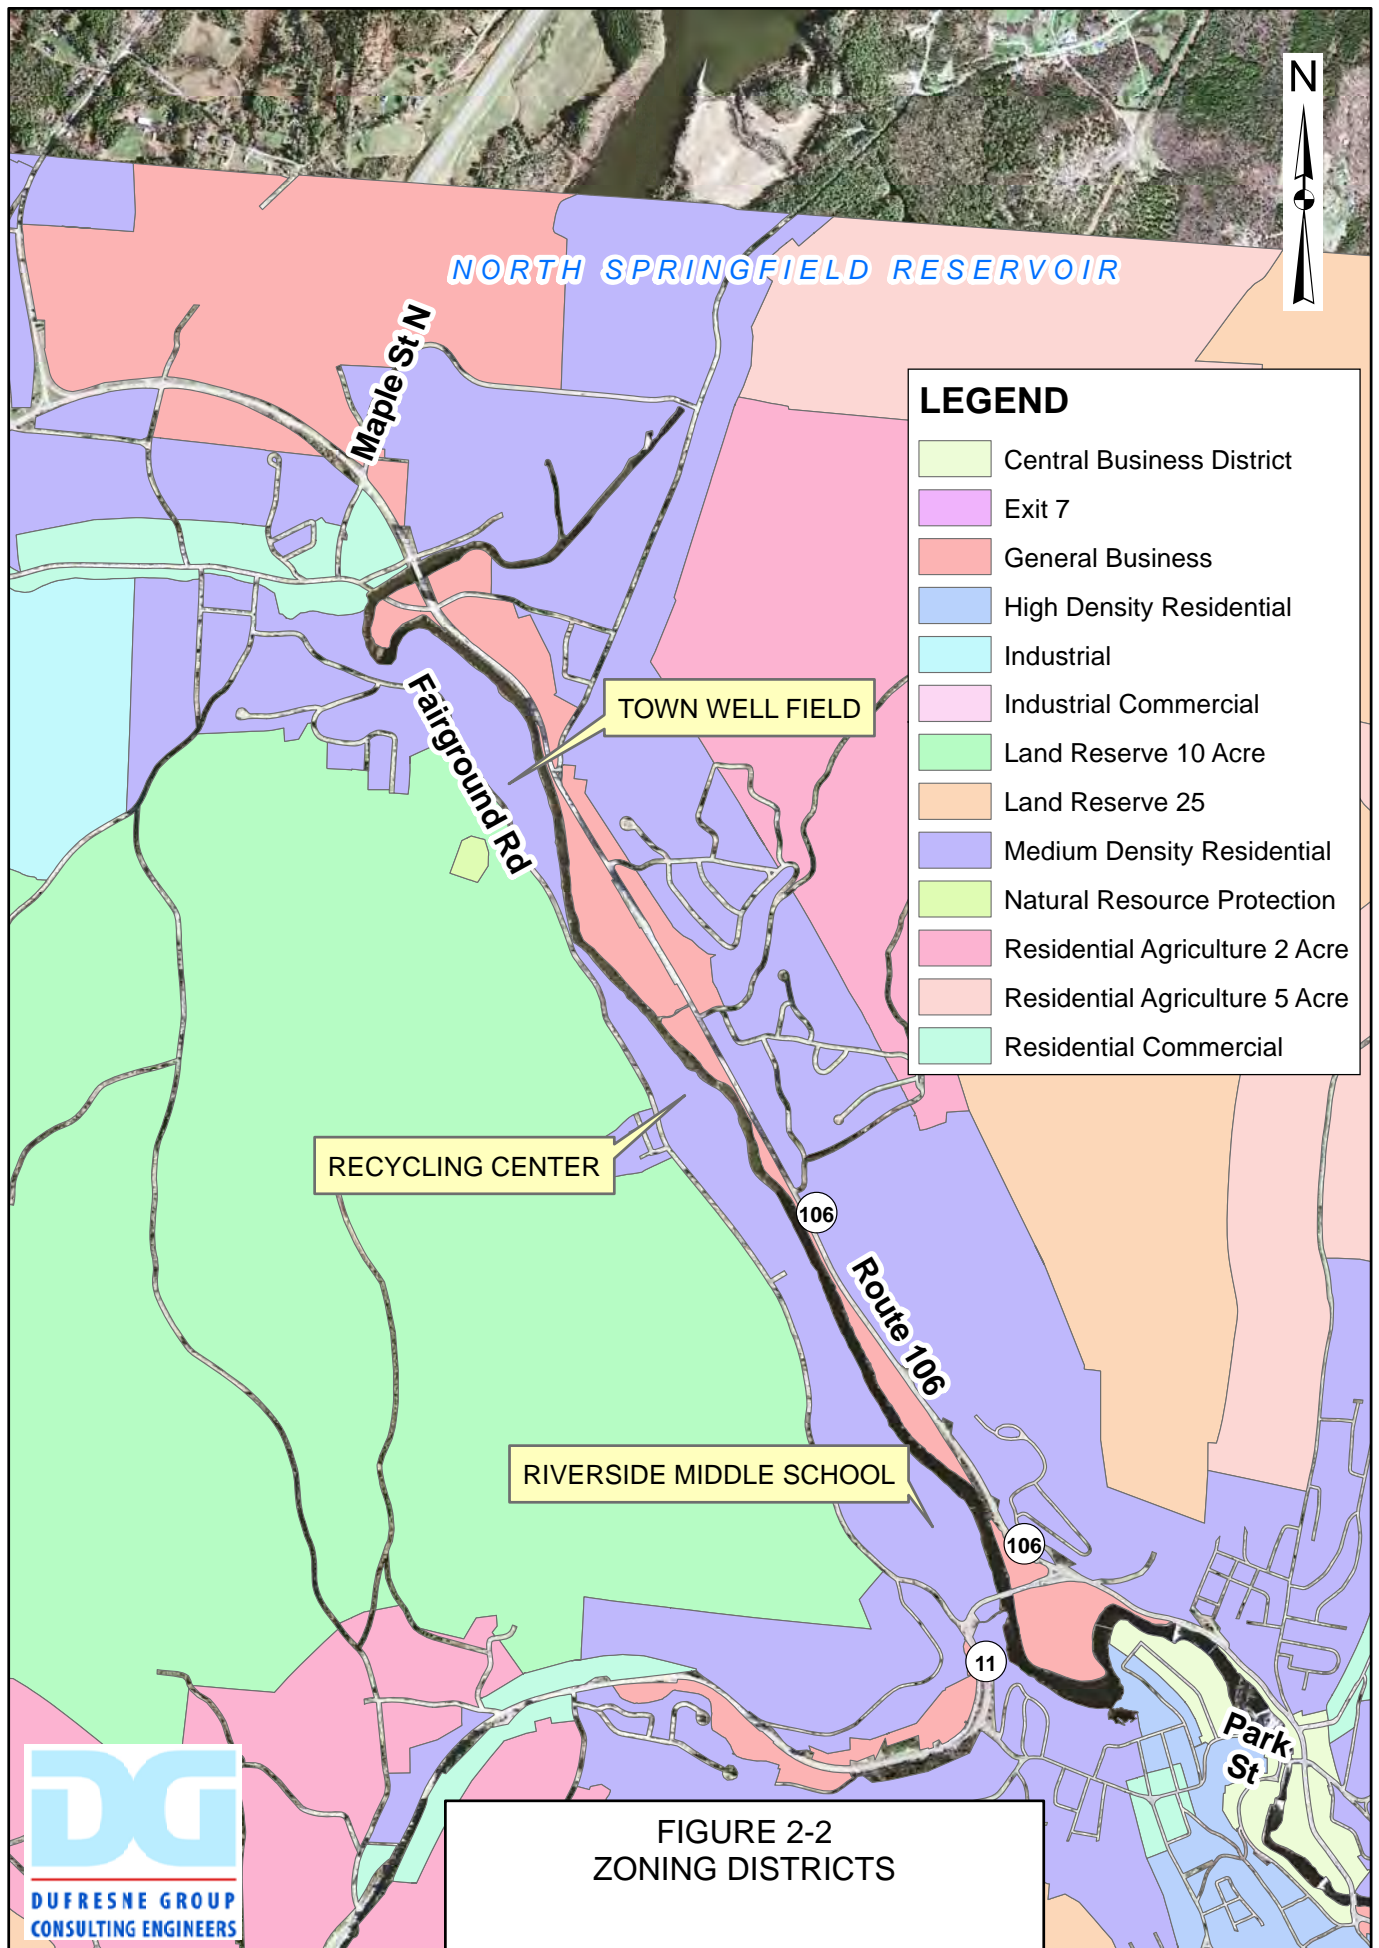 N
NORTH SPRINGFIELD RESERVOIR
Maple St N
LEGEND
Central Business District
Exit 7
General Business
High Density Residential
Industrial
Industrial Commercial
Land Reserve 10 Acre
Land Reserve 25
Medium Density Residential
Natural Resource Protection
Residential Agriculture 2 Acre
Residential Agriculture 5 Acre
Residential Commercial
TOWN WELL FIELD
Fairground Rd
RECYCLING CENTER
106
Route 106
RIVERSIDE MIDDLE SCHOOL
106
11
Park
St
DG
DUFRESNE GROUP
CONSULTING ENGINEERS
FIGURE 2-2
ZONING DISTRICTS